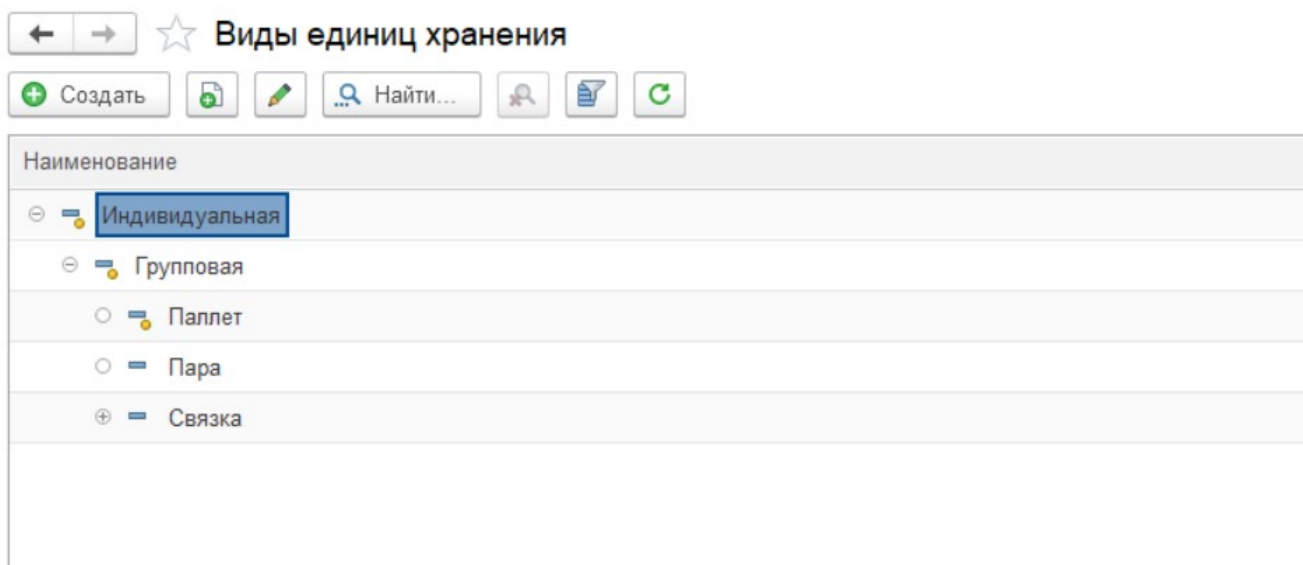 Виды единиц хранения
Создать Найти...
Наименование
Индивидуальная
Групповая
Паллет
Пара
Связка